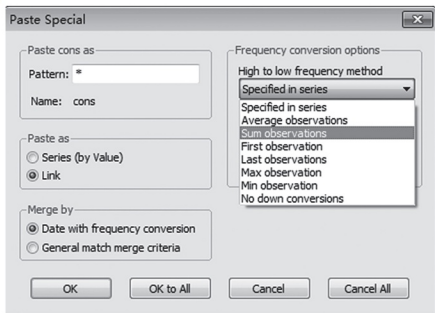 Paste Special
Paste cons as
Pattern: *
Name: cons
Paste as
Series (by Value)
Link
Merge by
Date with frequency conversion
General match merge criteria
Frequency conversion options
High to low frequency method
Specified in series
Specified in series
Average observations
Sum observations
First observation
Last observations
Max observation
Min observation
No down conversions
OK
OK to All
Cancel
Cancel All